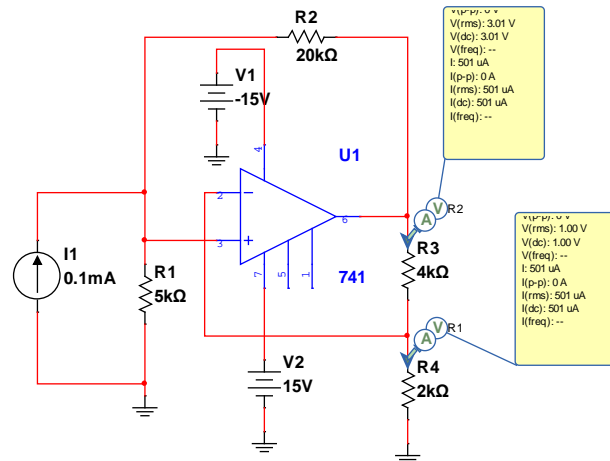 R2
20kΩ
V1
-15V
U1
4
2
3
6
7
5
1
741
I1
0.1mA
R1
5kΩ
V2
15V
R3
4kΩ
R4
2kΩ
V
A
R2
V(p-p): 0 V
V(rms): 3.01 V
V(dc): 3.01 V
V(freq): --
I: 501 uA
I(p-p): 0 A
I(rms): 501 uA
I(dc): 501 uA
I(freq): --
V
A
R1
V(p-p): 0 V
V(rms): 1.00 V
V(dc): 1.00 V
V(freq): --
I: 501 uA
I(p-p): 0 A
I(rms): 501 uA
I(dc): 501 uA
I(freq): --